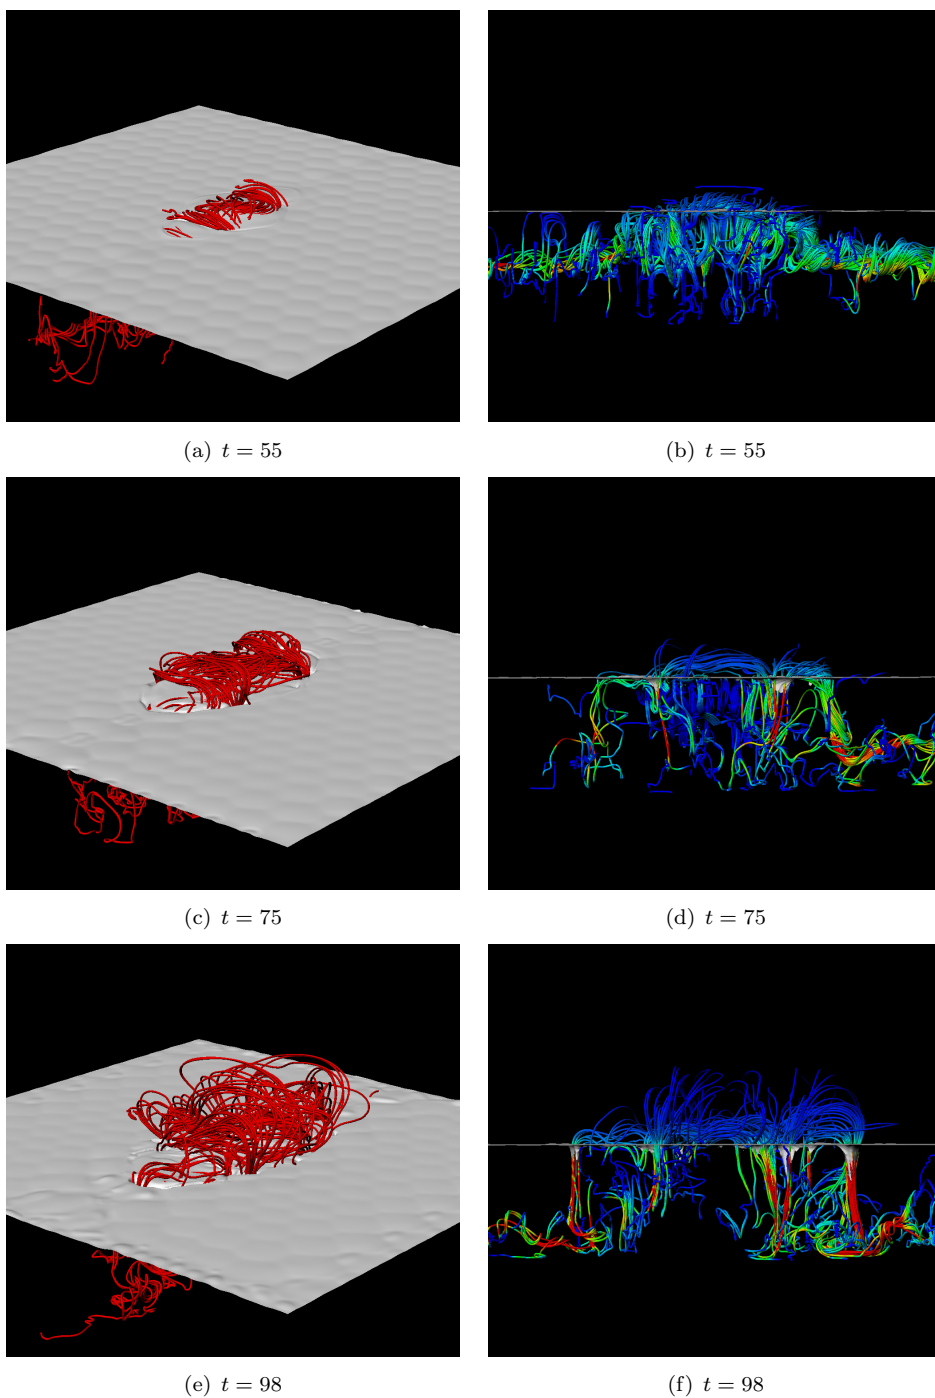 (a) t = 55
(b) t = 55
(c) t = 75
(d) t = 75
(e) t = 98
(f) t = 98